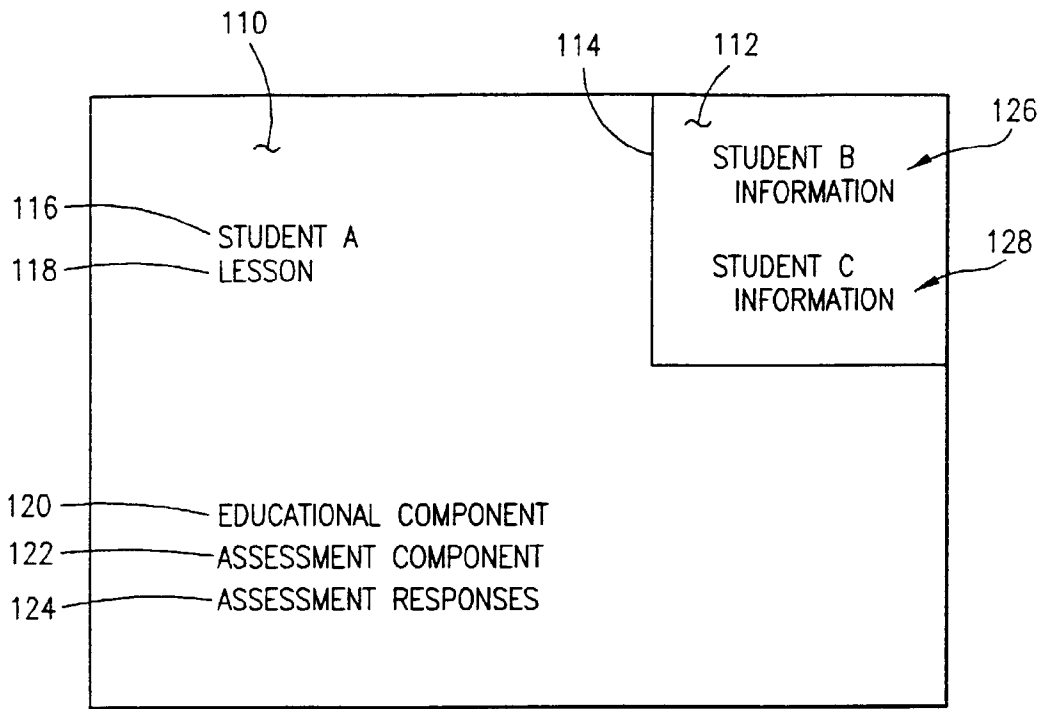 110
114
112
126
STUDENT B
INFORMATION
116
STUDENT A
118
LESSON
STUDENT C
INFORMATION
128
120
EDUCATIONAL COMPONENT
122
ASSESSMENT COMPONENT
124
ASSESSMENT RESPONSES